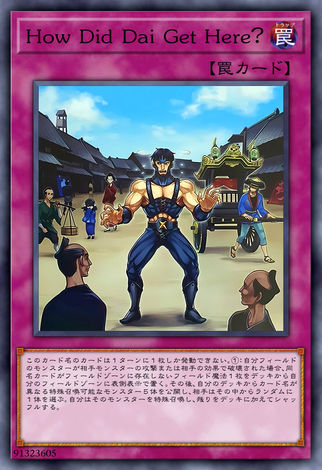 How Did Dai Get Here?
トラップ
罠
【罠カード】
このカード名のカードは１ターンに１枚しか発動できない。①：自分フィールド
のモンスターが相手モンスターの攻撃または相手の効果で破壊された場合、同
名カードがフィールドゾーンに存在しないフィールド魔法１枚をデッキから自
分のフィールドゾーンに表側表示で置く。その後、自分のデッキからカード名が
異なる特殊召喚可能なモンスター５体を公開し、相手はその中からランダムに
１体を選ぶ。自分はそのモンスターを特殊召喚し、残りをデッキにかえてシャッ
フルする。
91323605